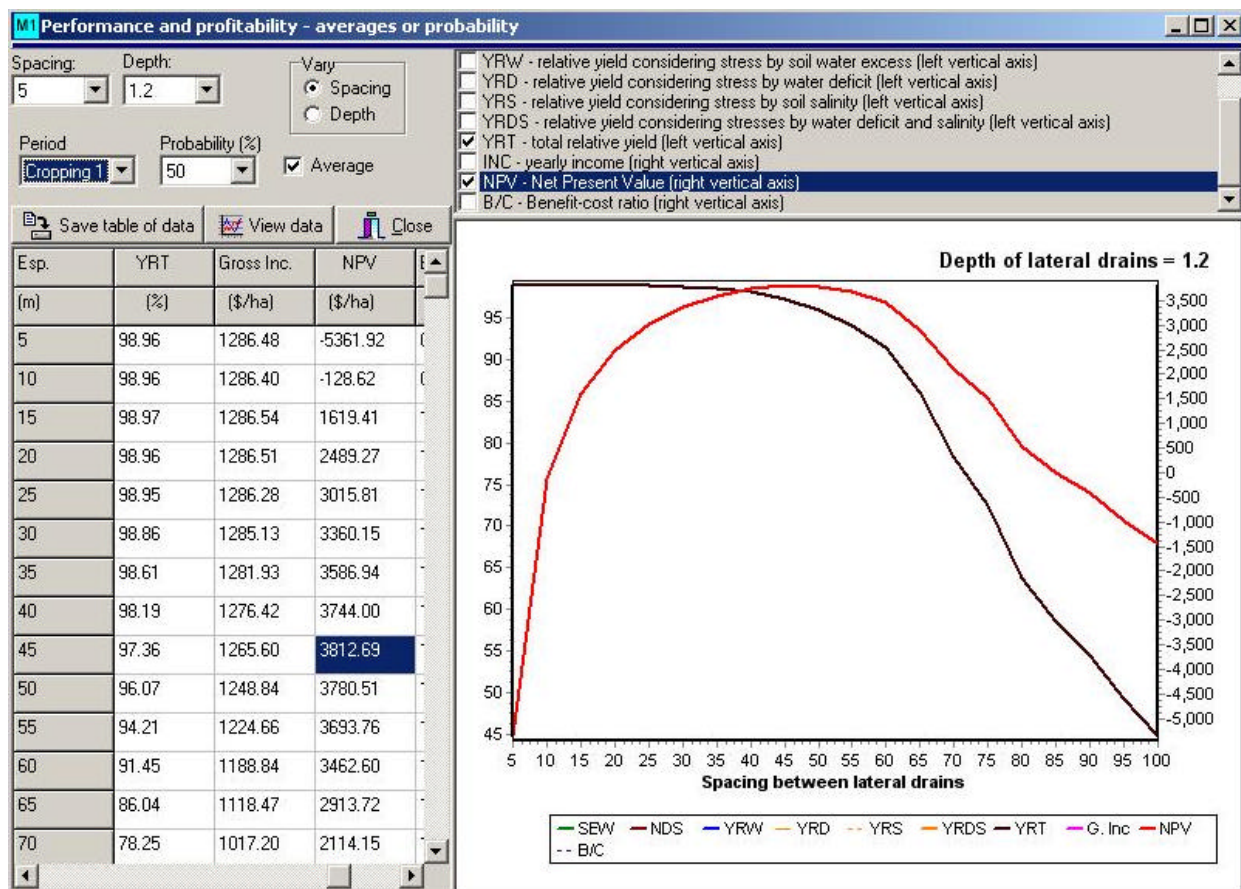 M1 Performance and profitability - averages or probability
Spacing: Depth: Vary
5 1.2 Spacing
Depth
Period Probability (%)
Cropping 1 50 Average
Save table of data View data Close
YRW - relative yield considering stress by soil water excess (left vertical axis)
YRD - relative yield considering stress by water deficit (left vertical axis)
YRS - relative yield considering stress by soil salinity (left vertical axis)
YRDS - relative yield considering stresses by water deficit and salinity (left vertical axis)
YRT - total relative yield (left vertical axis)
INC - yearly income (right vertical axis)
NPV - Net Present Value (right vertical axis)
B/C - Benefit-cost ratio (right vertical axis)
Esp. YRT Gross Inc. NPV
(m) (%) ($/ha) ($/ha)
5 98.96 1286.48 -5361.92
10 98.96 1286.40 -128.62
15 98.97 1286.54 1619.41
20 98.96 1286.51 2489.27
25 98.95 1286.28 3015.81
30 98.86 1285.13 3360.15
35 98.61 1281.93 3586.94
40 98.19 1276.42 3744.00
45 97.36 1265.60 3812.69
50 96.07 1248.84 3780.51
55 94.21 1224.66 3693.76
60 91.45 1188.84 3462.60
65 86.04 1118.47 2913.72
70 78.25 1017.20 2114.15
Depth of lateral drains = 1.2
95
90
85
80
75
70
65
60
55
50
45
3,500
3,000
2,500
2,000
1,500
1,000
500
0
-500
-1,000
-1,500
-2,000
-2,500
-3,000
-3,500
-4,000
-4,500
-5,000
5 10 15 20 25 30 35 40 45 50 55 60 65 70 75 80 85 90 95 100
Spacing between lateral drains
SEW NDS YRW YRD YRS YRDS YRT G. Inc NPV
B/C